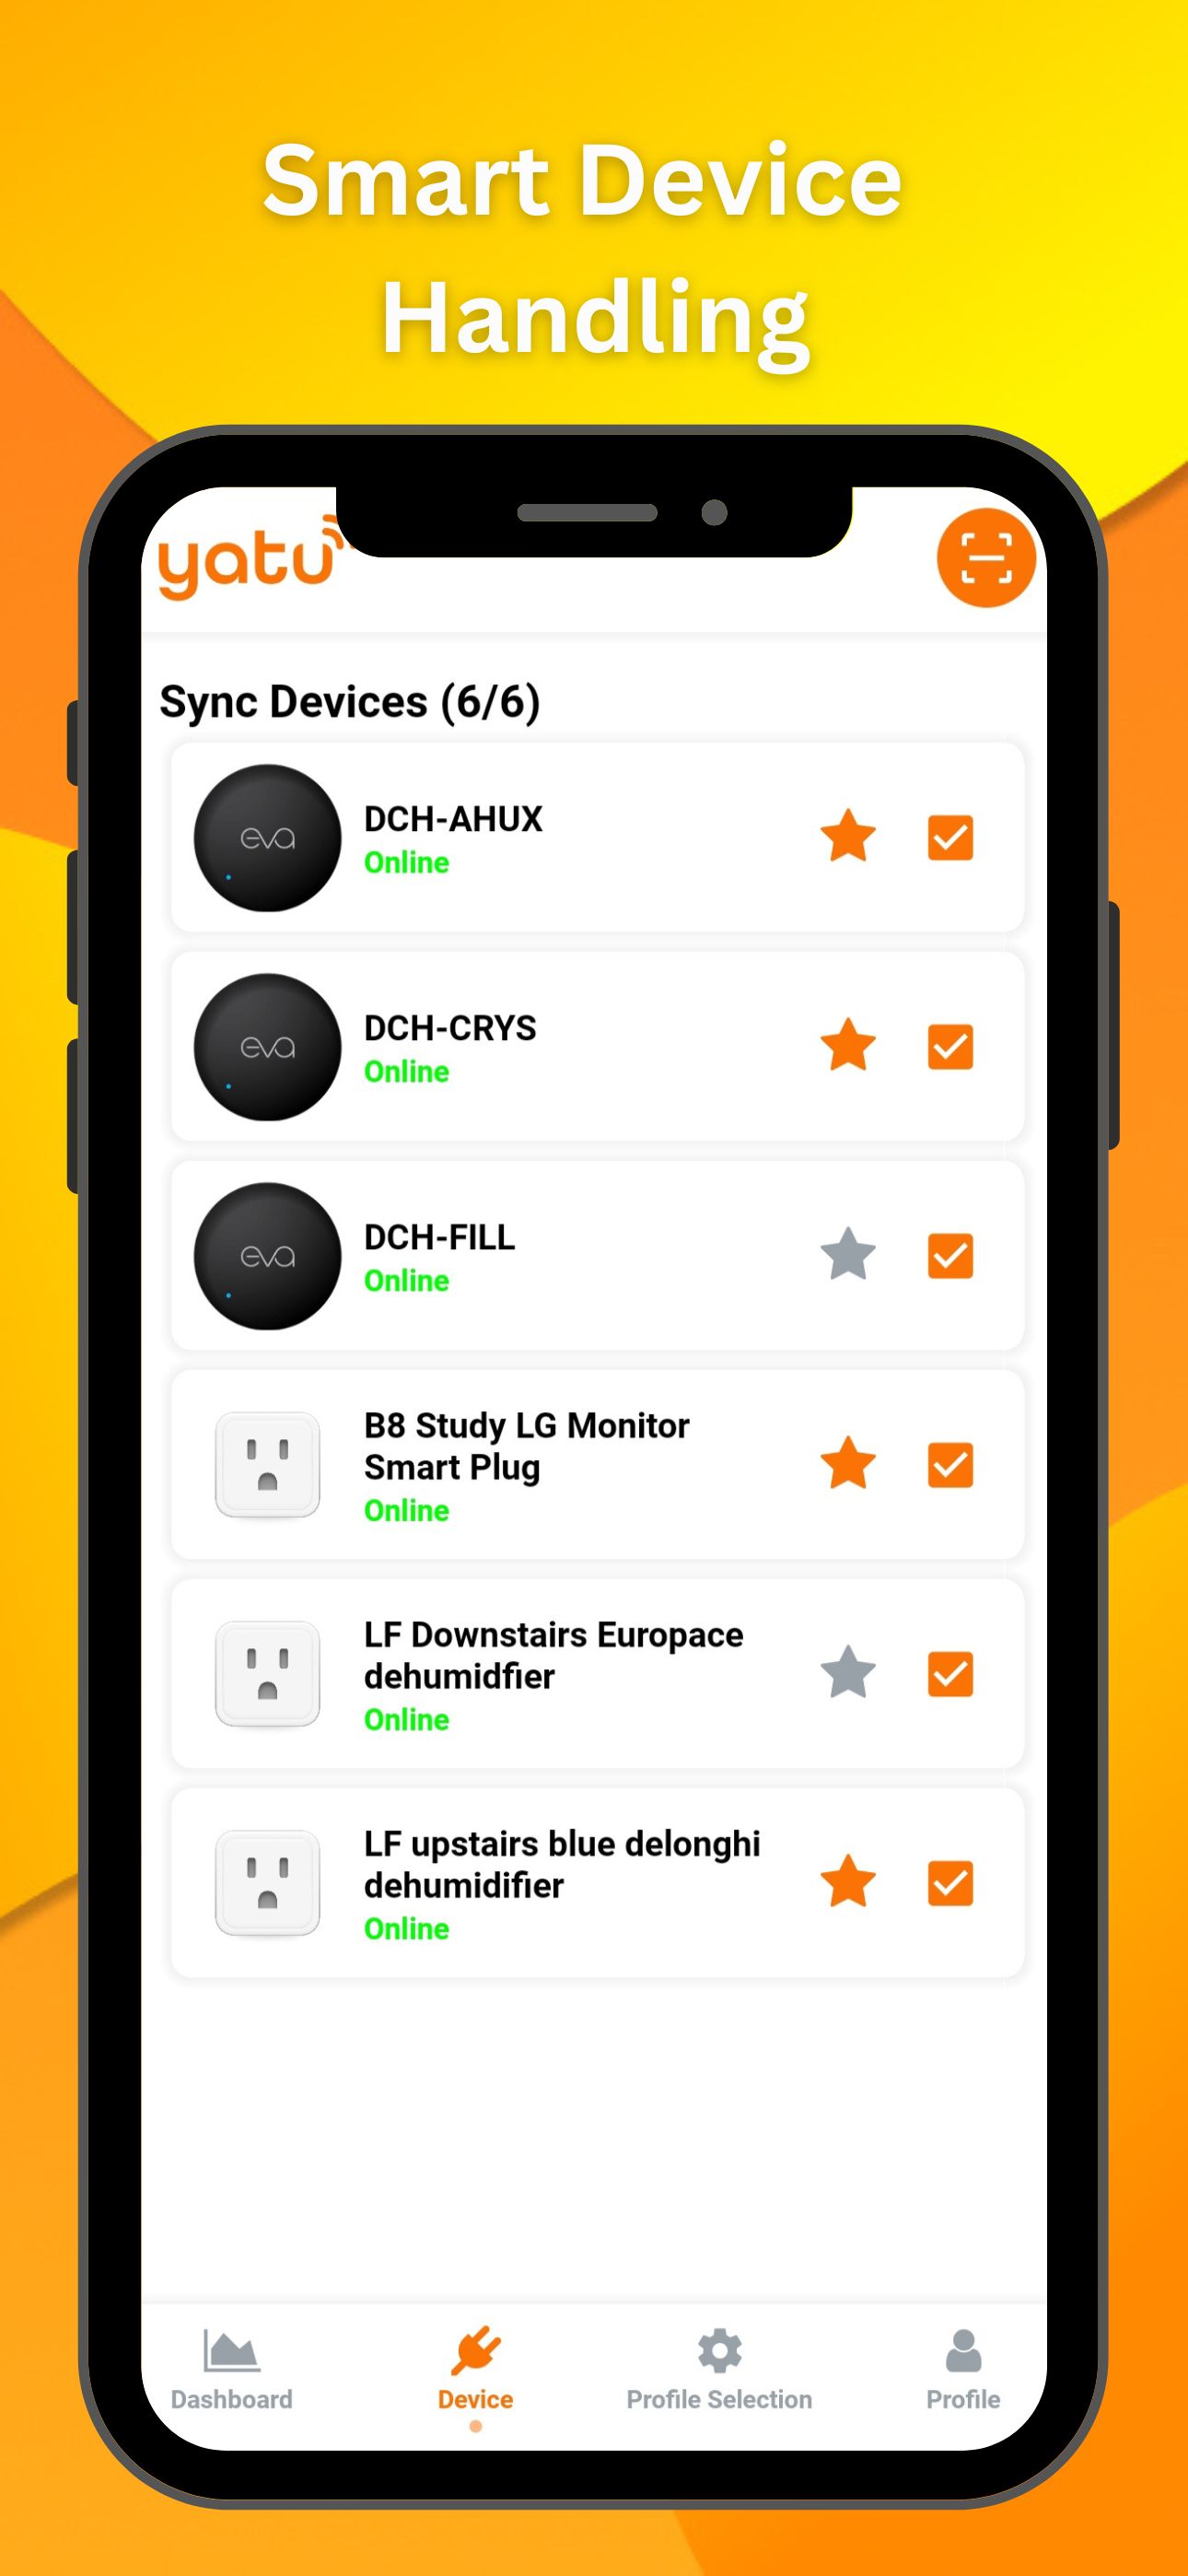 Smart Device
Handling
yatu
Sync Devices (6/6)
eva
DCH-AHUX
Online
eva
DCH-CRYS
Online
eva
DCH-FILL
Online
B8 Study LG Monitor
Smart Plug
Online
LF Downstairs Europace
dehumidfier
Online
LF upstairs blue delonghi
dehumidifier
Online
Dashboard
Device
Profile Selection
Profile